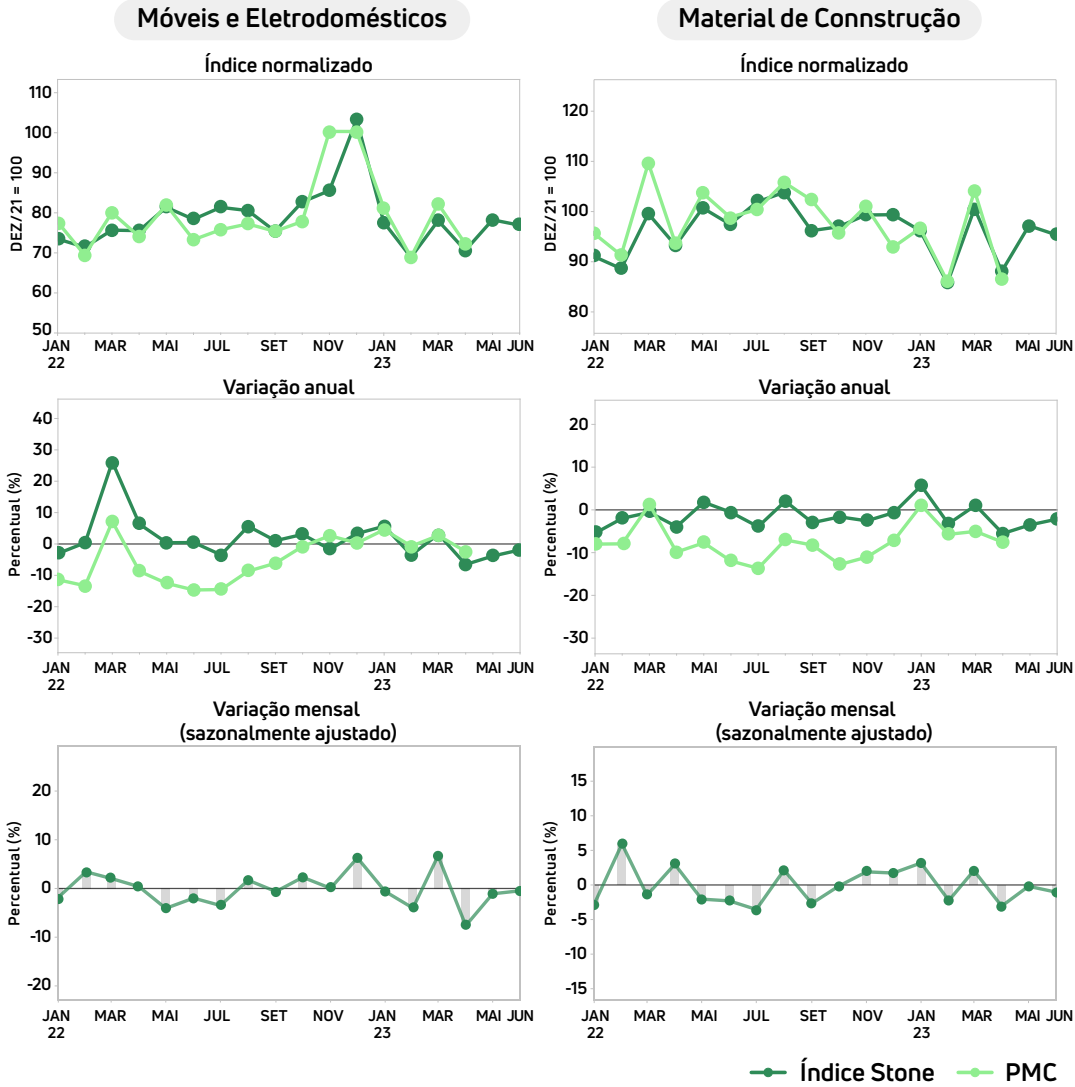 Móveis e Eletrodomésticos
Índice normalizado
DEZ/21 = 100
110
100
90
80
70
60
50
JAN MAR MAI JUL SET NOV JAN MAR MAI JUN
22 23
Variação anual
Percentual (%)
40
30
20
10
0
-10
-20
-30
JAN MAR MAI JUL SET NOV JAN MAR MAI JUN
22 23
Variação mensal
(sazonalmente ajustado)
Percentual (%)
20
10
0
-10
-20
JAN MAR MAI JUL SET NOV JAN MAR MAI JUN
22 23
Material de Connstrução
Índice normalizado
DEZ/21 = 100
120
110
100
90
80
JAN MAR MAI JUL SET NOV JAN MAR MAI JUN
22 23
Variação anual
Percentual (%)
20
10
0
-10
-20
-30
JAN MAR MAI JUL SET NOV JAN MAR MAI JUN
22 23
Variação mensal
(sazonalmente ajustado)
Percentual (%)
15
10
5
0
-5
-10
-15
JAN MAR MAI JUL SET NOV JAN MAR MAI JUN
22 23
Índice Stone PMC